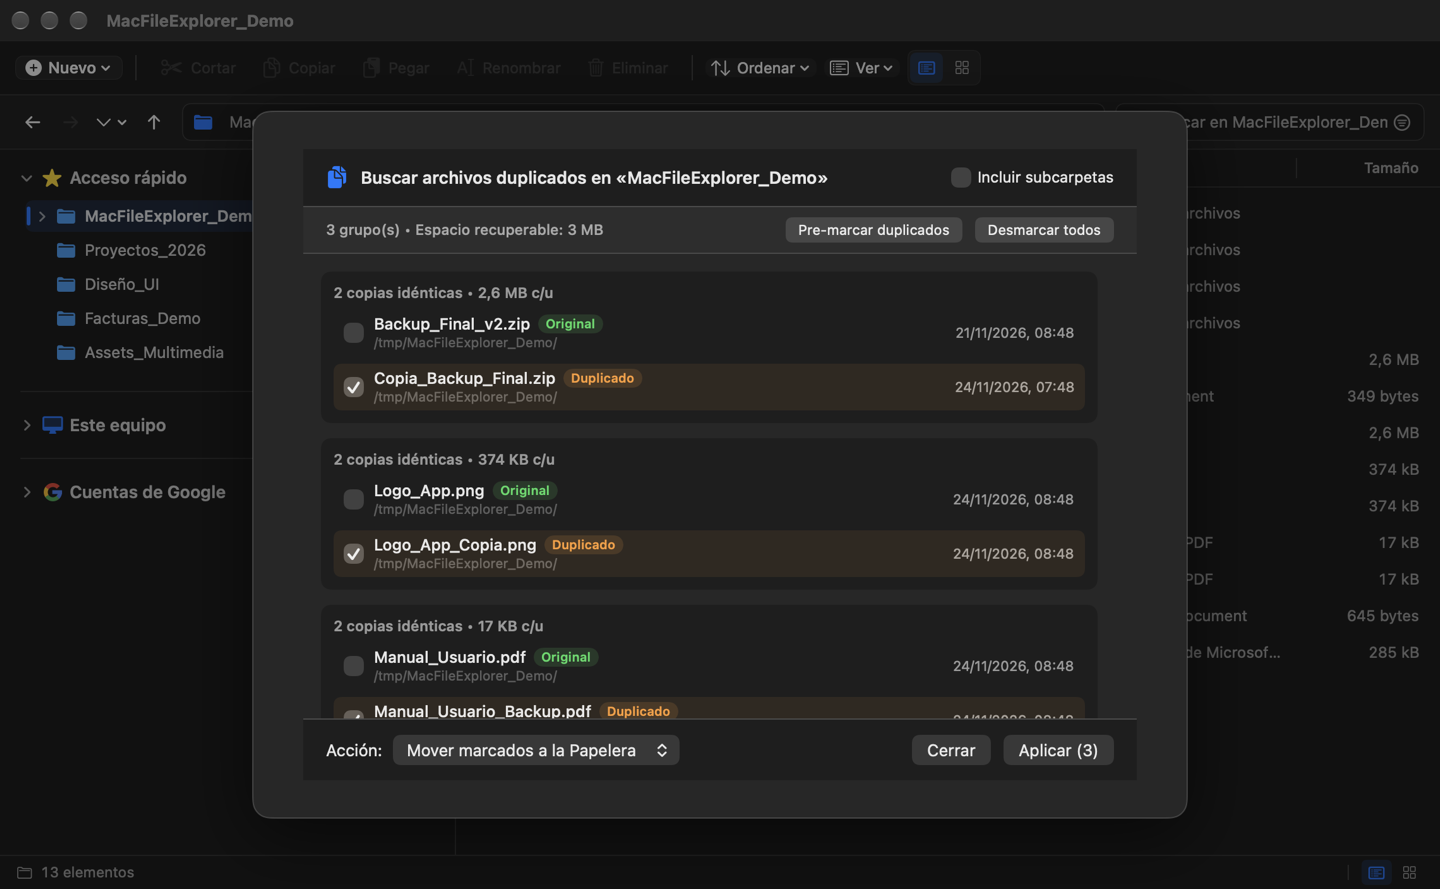 MacFileExplorer_Demo
Nuevo
Cortar
Copiar
Pegar
Renombrar
Eliminar
Ordenar
Ver
en MacFileExplorer_Den
Tamaño
Acceso rápido
MacFileExplorer_Dem
Proyectos_2026
Diseño_UI
Facturas_Demo
Assets_Multimedia
Este equipo
Cuentas de Google
Buscar archivos duplicados en «MacFileExplorer_Demo»
Incluir subcarpetas
3 grupo(s) • Espacio recuperable: 3 MB
Pre-marcar duplicados
Desmarcar todos
2 copias idénticas • 2,6 MB c/u
Backup_Final_v2.zip Original
/tmp/MacFileExplorer_Demo/
21/11/2026, 08:48
Copia_Backup_Final.zip Duplicado
/tmp/MacFileExplorer_Demo/
24/11/2026, 07:48
2 copias idénticas • 374 KB c/u
Logo_App.png Original
/tmp/MacFileExplorer_Demo/
24/11/2026, 08:48
Logo_App_Copia.png Duplicado
/tmp/MacFileExplorer_Demo/
24/11/2026, 08:48
2 copias idénticas • 17 KB c/u
Manual_Usuario.pdf Original
/tmp/MacFileExplorer_Demo/
24/11/2026, 08:48
Manual_Usuario_Backup.pdf Duplicado
Acción:
Mover marcados a la Papelera
Cerrar
Aplicar (3)
rchivos
rchivos
rchivos
rchivos
2,6 MB
349 bytes
2,6 MB
374 kB
374 kB
PDF
17 kB
PDF
17 kB
ocument
645 bytes
de Microsof...
285 kB
13 elementos